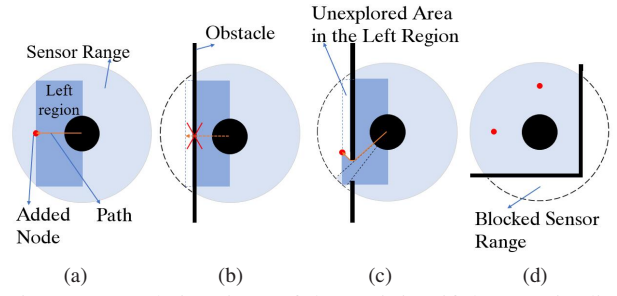 Sensor Range
Left
region
Added
Node
Path
(a)
Obstacle
(b)
Unexplored Area
in the Left Region
(c)
Blocked Sensor
Range
(d)